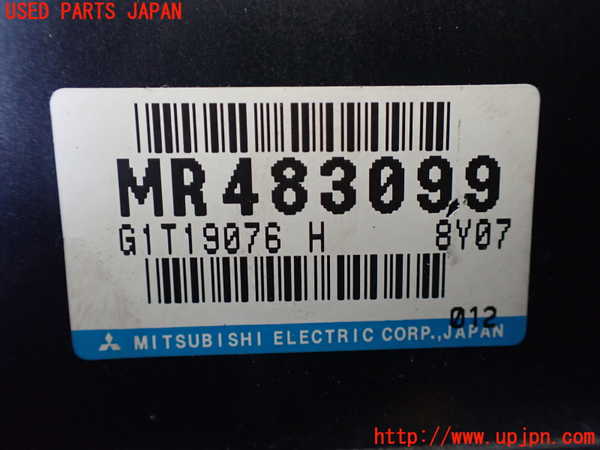 USED PARTS JAPAN
MR483099
G1T19076 H 8Y07
012
MITSUBISHI ELECTRIC CORP.,JAPAN
http://www.upjpn.com/